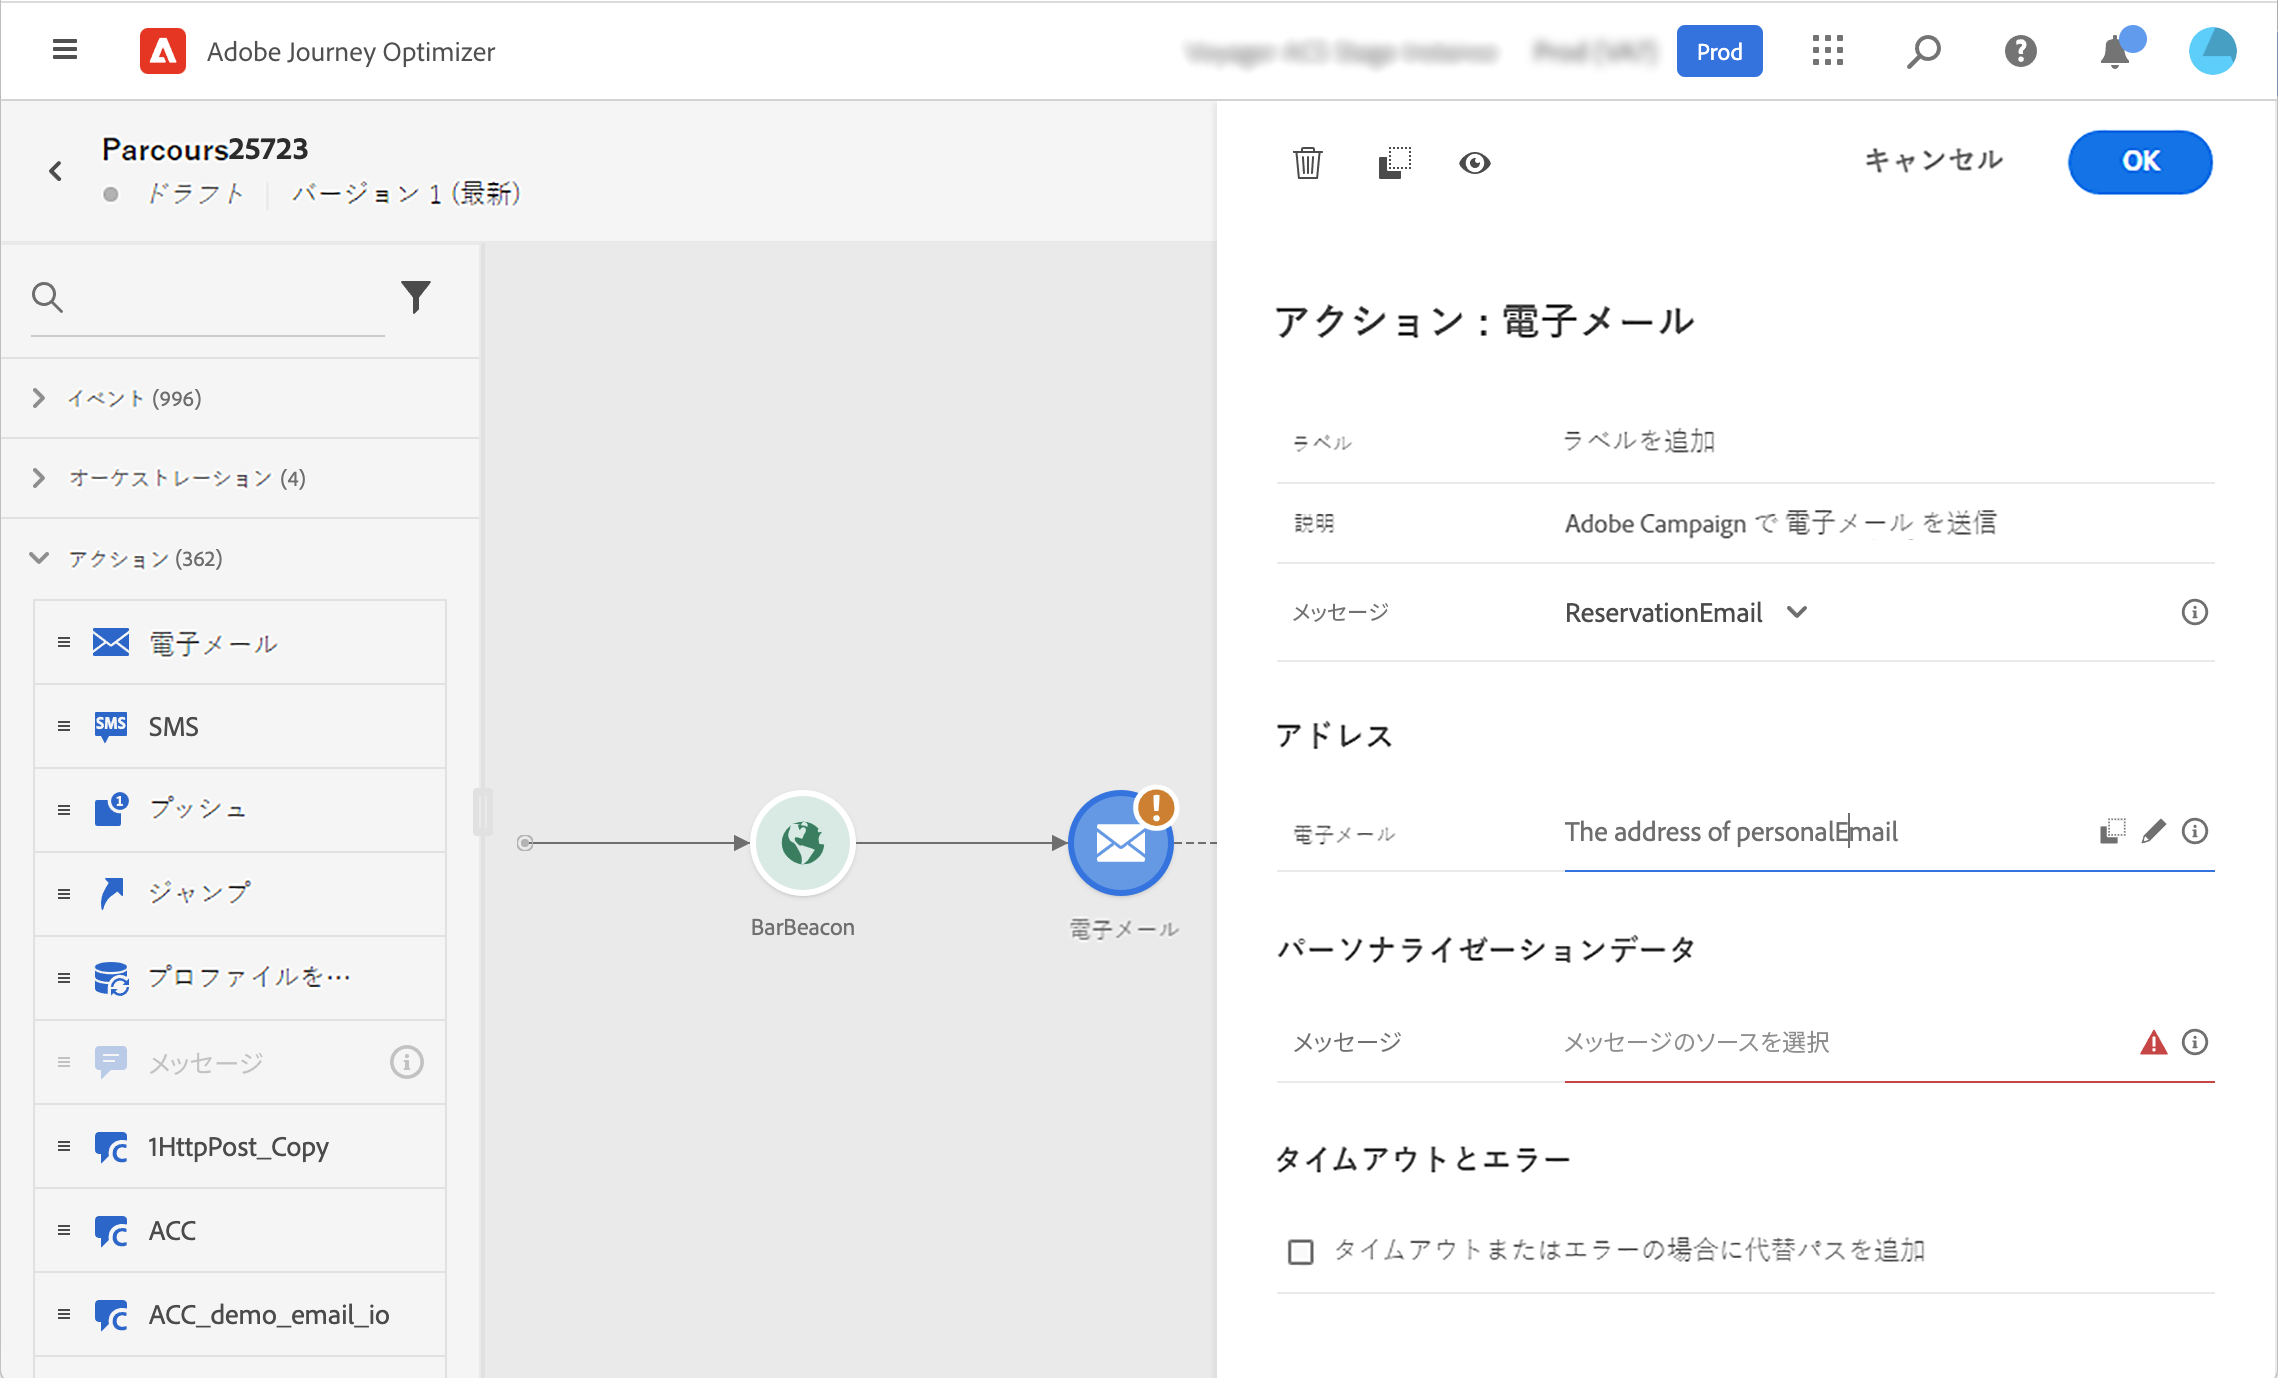 Adobe Journey Optimizer
Prod
Parcours25723
ドラフト
バージョン 1 (最新)
キャンセル
OK
イベント (996)
オーケストレーション (4)
アクション (362)
電子メール
SMS
SMS
1
プッシュ
ジャンプ
プロファイルを…
メッセージ
1HttpPost_Copy
ACC
ACC_demo_email_io
BarBeacon
電子メール
アクション : 電子メール
ラベル
ラベルを追加
説明
Adobe Campaign で 電子メール を送信
メッセージ
ReservationEmail
アドレス
電子メール
The address of personalEmail
パーソナライゼーションデータ
メッセージ
メッセージのソースを選択
タイムアウトとエラー
タイムアウトまたはエラーの場合に代替パスを追加